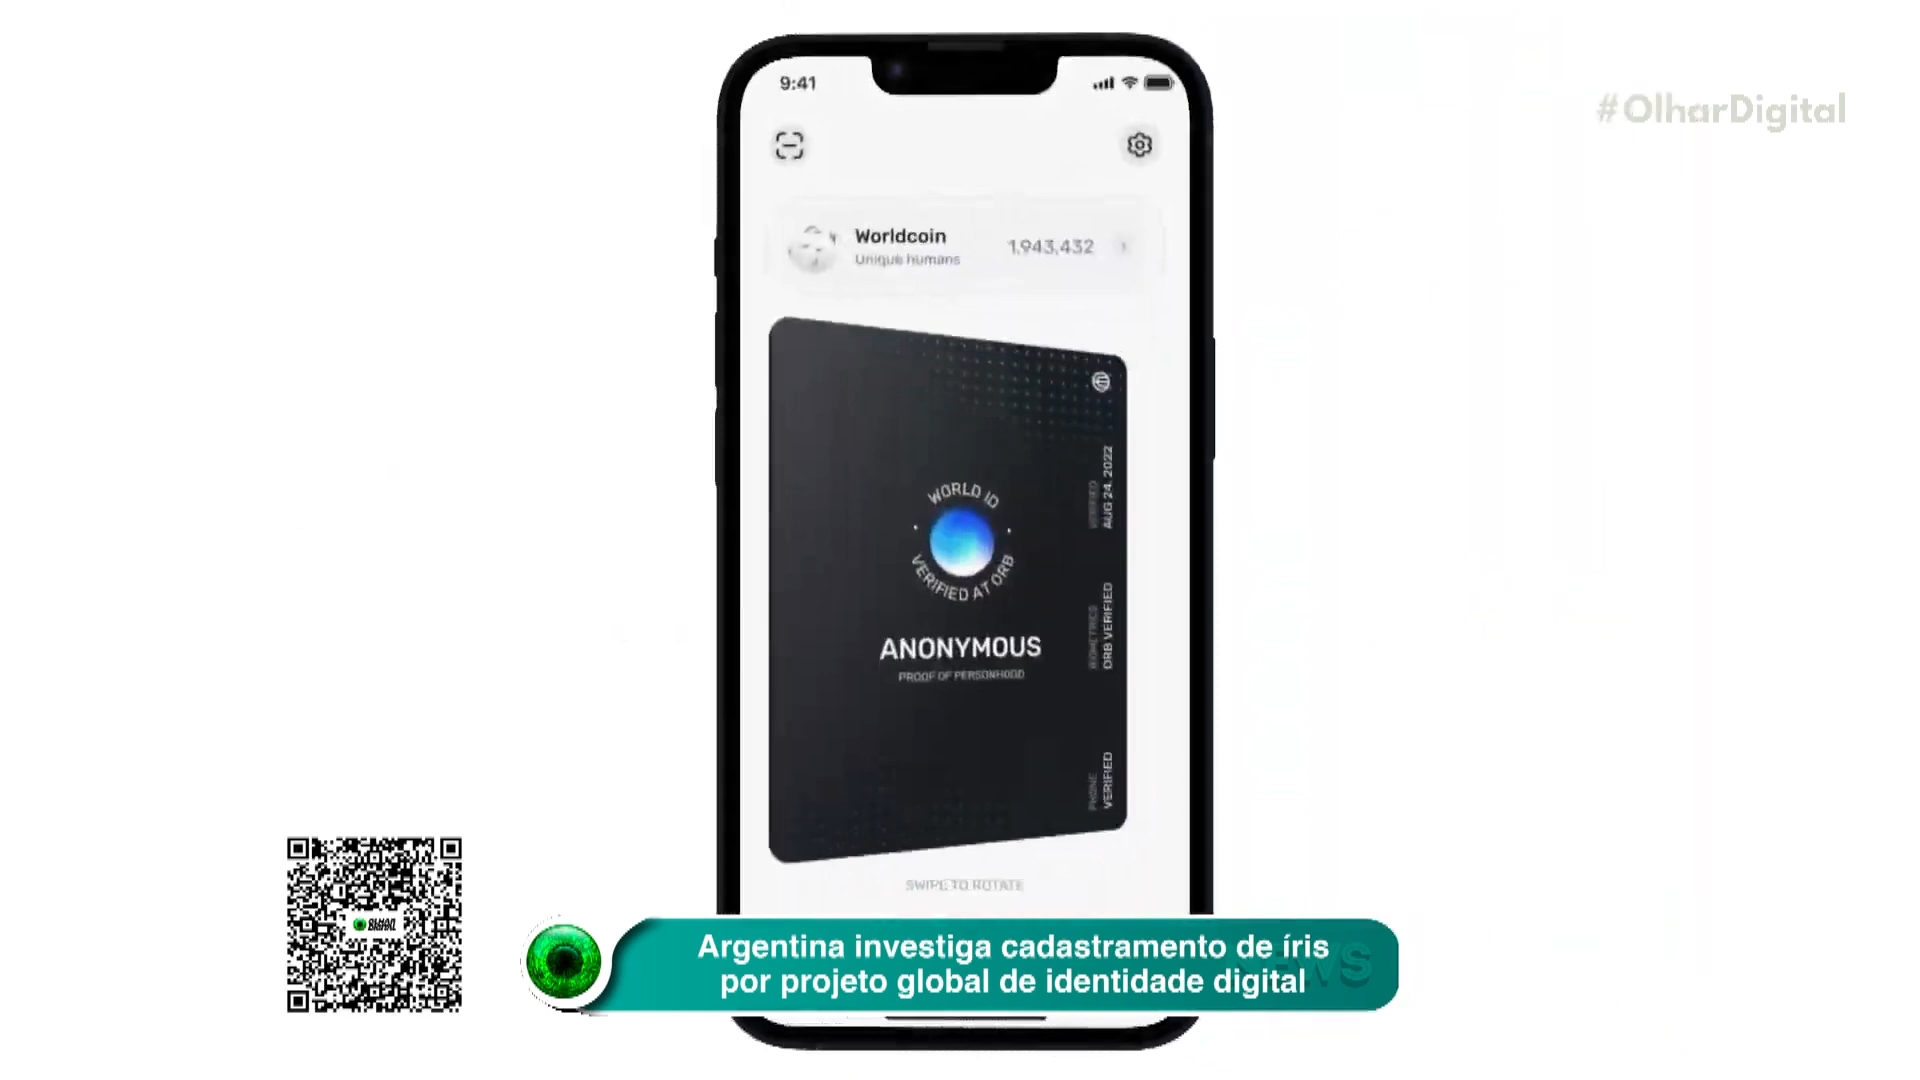 9:41
#OlharDigital
Worldcoin
1,943,432
Unique humans
WORLD ID
VERIFIED AT ORB
ANONYMOUS
PROOF OF PERSONHOOD
VERIFIED
AUG 24, 2022
BIOMETRICS
ORB VERIFIED
PHONE
VERIFIED
SWIPE TO ROTATE
Argentina investiga cadastramento de íris
por projeto global de identidade digital